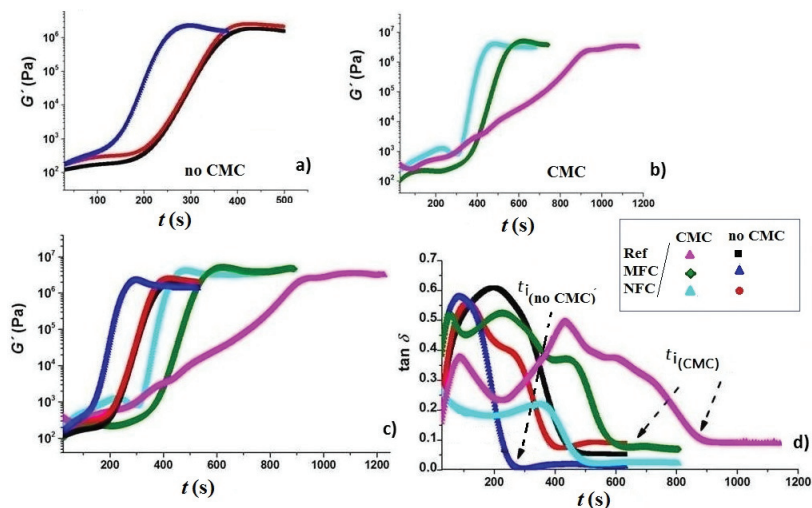 G´ (Pa)
10⁶
10⁵
10⁴
10³
10²
100 200 300 400 500
no CMC
a)
t (s)
G´ (Pa)
10⁷
10⁶
10⁵
10⁴
10³
10²
0 200 400 600 800 1000 1200
CMC
b)
t (s)
CMC no CMC
Ref
MFC
NFC
G´ (Pa)
10⁷
10⁶
10⁵
10⁴
10³
10²
200 400 600 800 1000 1200
c)
t (s)
tan δ
0.7
0.6
0.5
0.4
0.3
0.2
0.1
0.0
200 400 600 800 1000 1200
ti(no CMC)
ti(CMC)
d)
t (s)